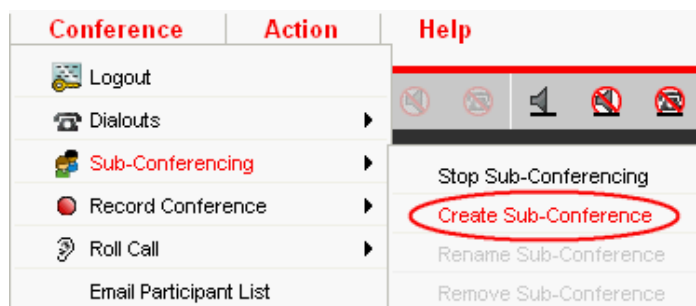 Conference Action Help
Logout
Dialouts
Sub-Conferencing
Record Conference
Roll Call
Email Participant List
Stop Sub-Conferencing
Create Sub-Conference
Rename Sub-Conference
Remove Sub-Conference